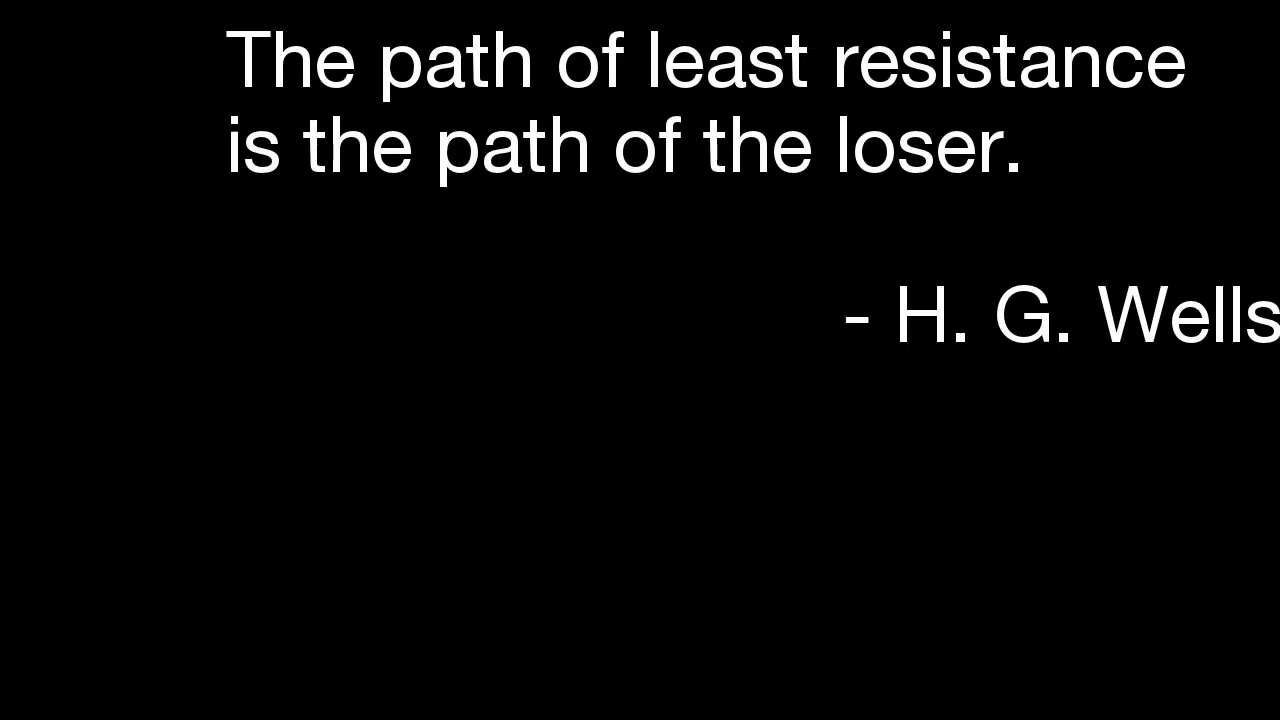 The path of least resistance
is the path of the loser.
- H. G. Wells